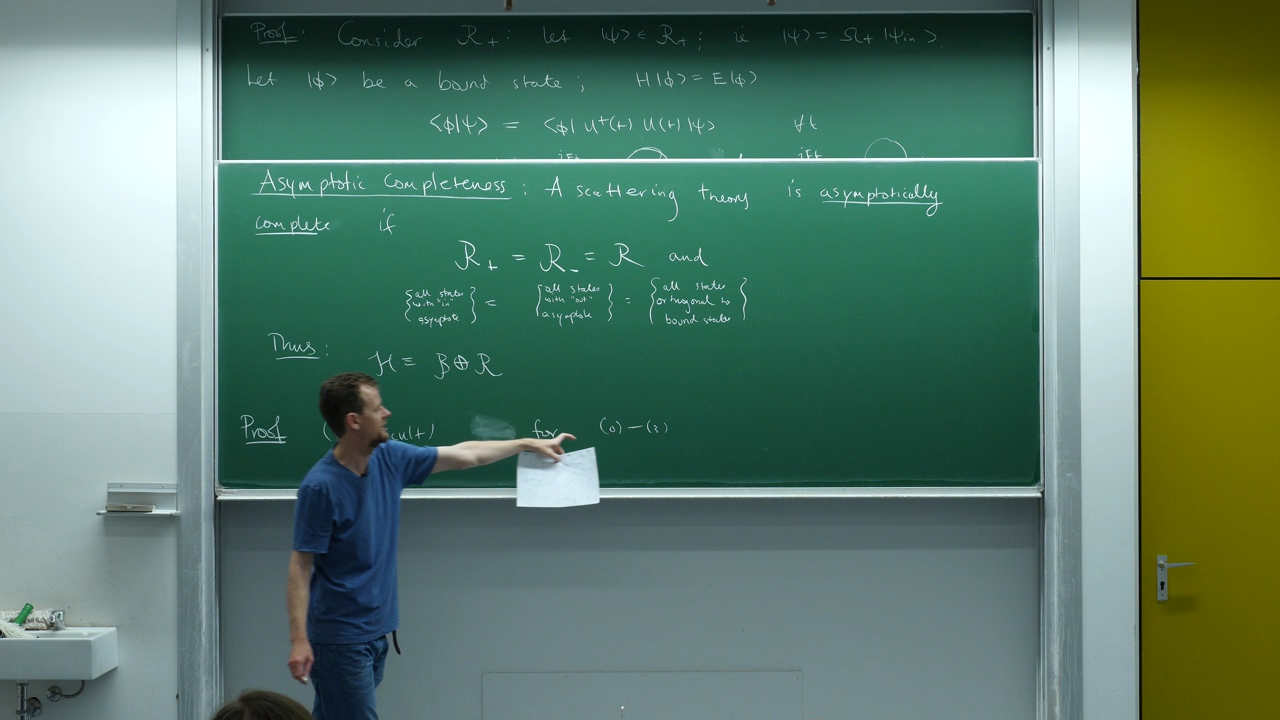 Proof: Consider R₊: let |ψ> ∈ R₊; ie |ψ> = Ω₊ |ψin>.
Let |φ> be a bound state; H|φ> = E|φ>
<φ|ψ> = <φ| U⁺(t) U(t) |ψ> ∀t
iEt iEt
Asymptotic Completeness: A scattering theory is asymptotically
complete if
R₊ = R₋ = R and
{all states with "in" asymptote} = {all states with "out" asymptote} = {all states orthogonal to bound states}
Thus: H ≡ B⊕R
Proof for (0)-(2)